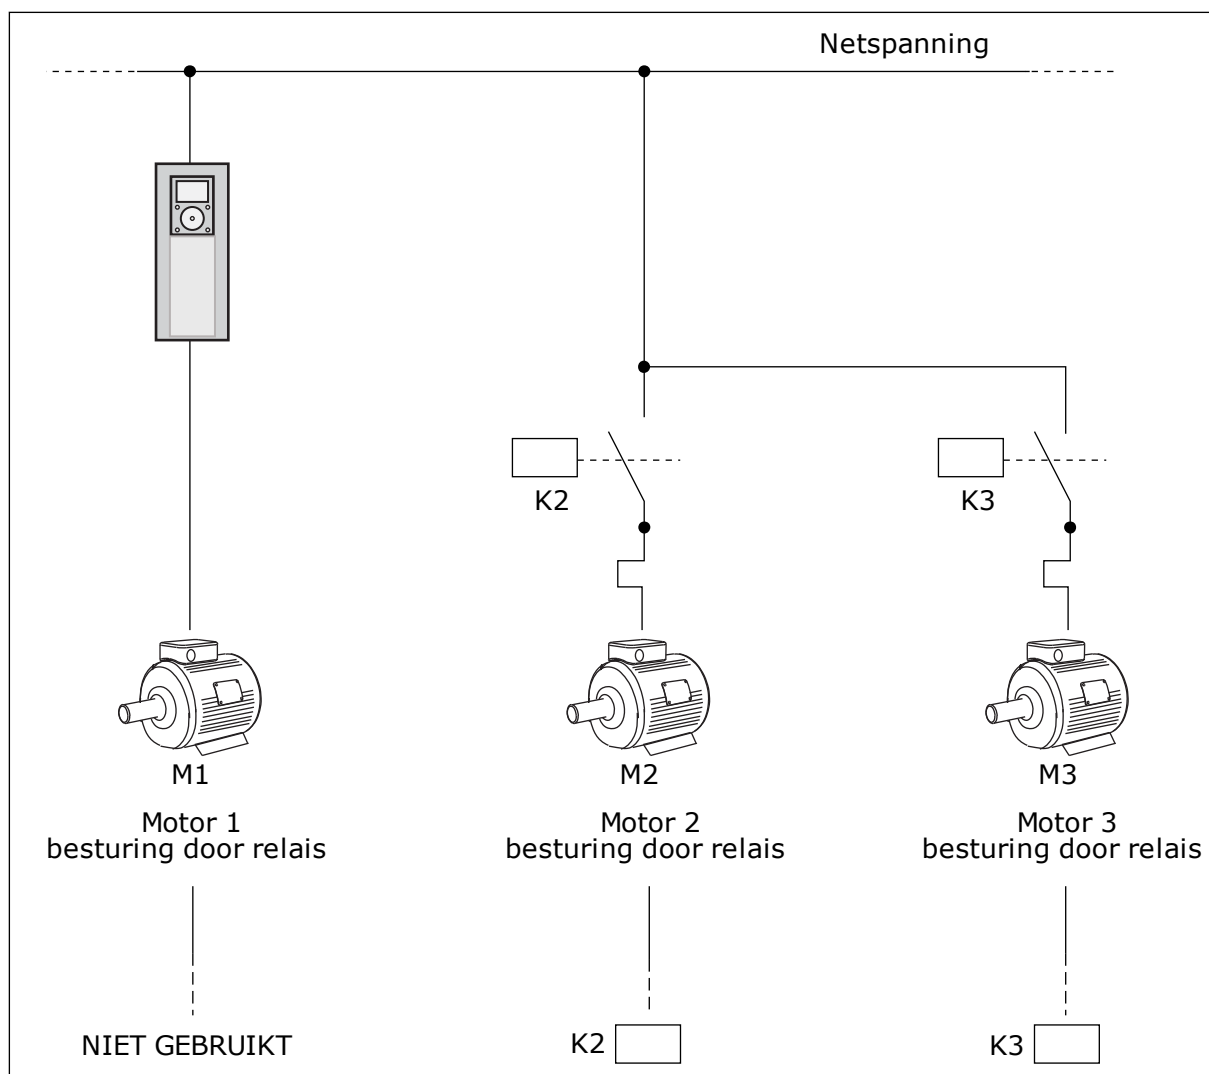 Netspanning
K2
K3
M1
M2
M3
Motor 1
besturing door relais
Motor 2
besturing door relais
Motor 3
besturing door relais
NIET GEBRUIKT
K2
K3